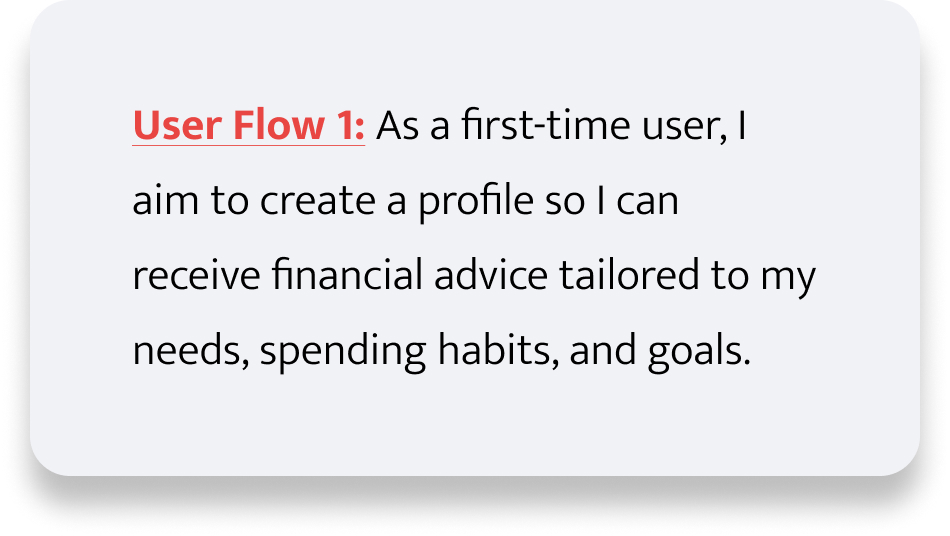 User Flow 1: As a first-time user, I
aim to create a profile so I can
receive financial advice tailored to my
needs, spending habits, and goals.